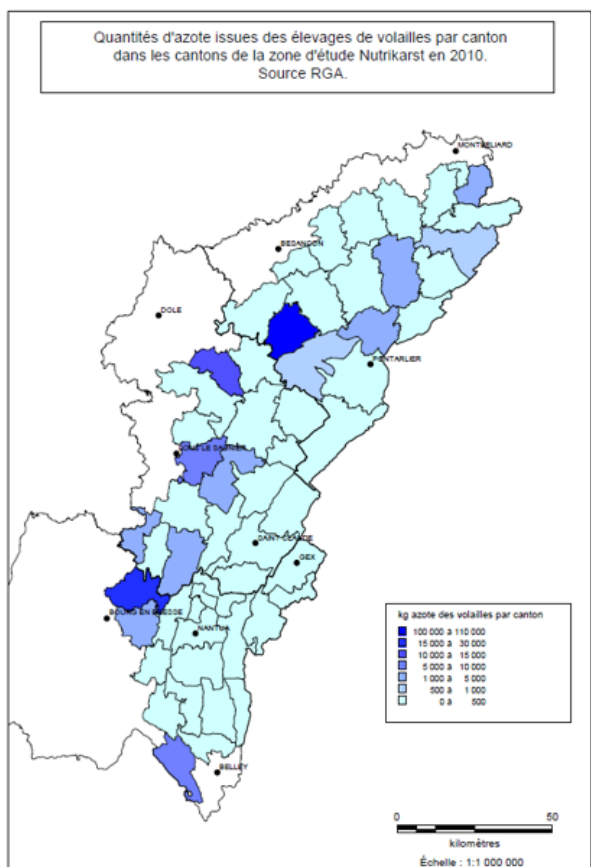 Quantités d'azote issues des élevages de volailles par canton
dans les cantons de la zone d'étude Nutrikarst en 2010.
Source RGA.
MONTBELIARD
BESANCON
DOLE
PONTARLIER
LONS LE SAUNIER
SAINT CLAUDE
GEX
BOURG EN BRESSE
NANTUA
BELLEY
kg azote des volailles par canton
100 000 à 110 000
15 000 à 30 000
10 000 à 15 000
5 000 à 10 000
1 000 à 5 000
500 à 1 000
0 à 500
0 50
kilomètres
Échelle : 1:1 000 000